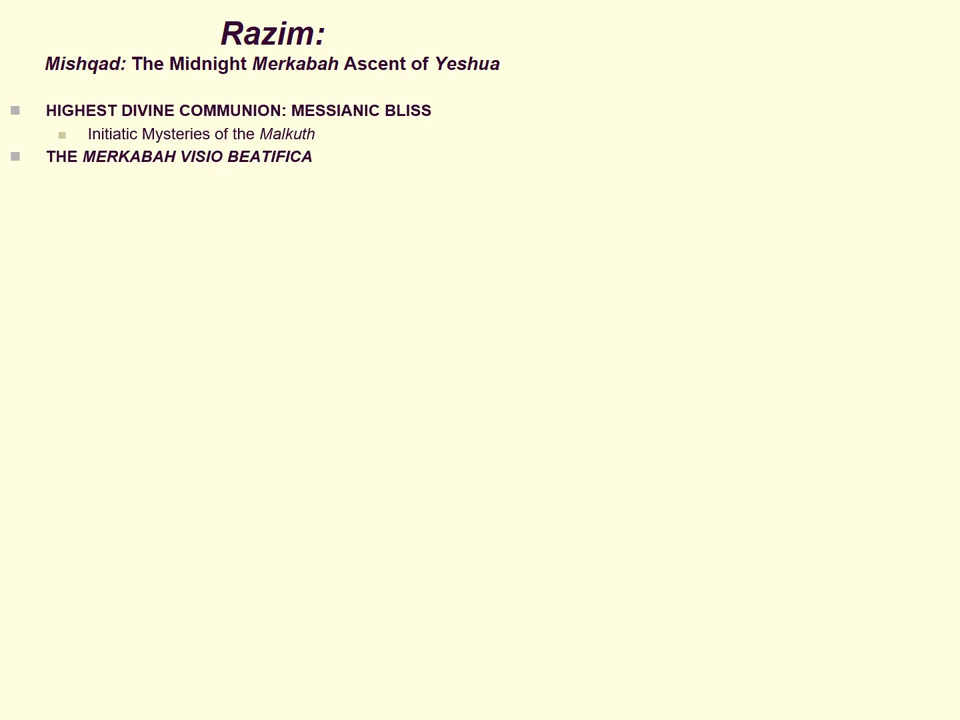 Razim:
Mishqad: The Midnight Merkabah Ascent of Yeshua
HIGHEST DIVINE COMMUNION: MESSIANIC BLISS
Initiatic Mysteries of the Malkuth
THE MERKABAH VISIO BEATIFICA